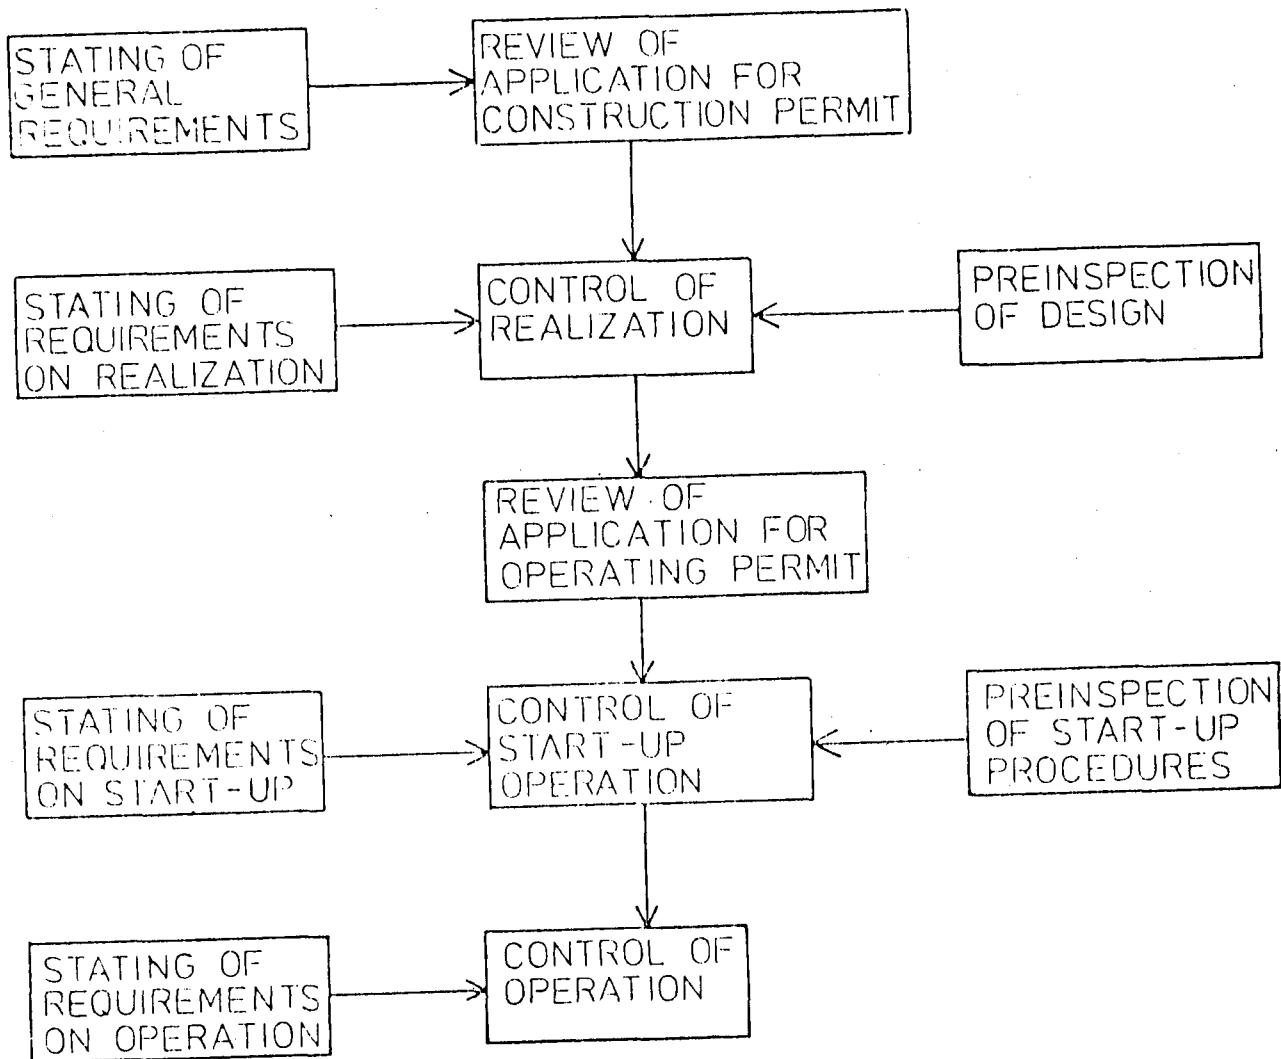 STATING OF
GENERAL
REQUIREMENTS
REVIEW OF
APPLICATION FOR
CONSTRUCTION PERMIT
STATING OF
REQUIREMENTS
ON REALIZATION
CONTROL OF
REALIZATION
PREINSPECTION
OF DESIGN
REVIEW OF
APPLICATION FOR
OPERATING PERMIT
STATING OF
REQUIREMENTS
ON START-UP
CONTROL OF
START-UP
OPERATION
PREINSPECTION
OF START-UP
PROCEDURES
STATING OF
REQUIREMENTS
ON OPERATION
CONTROL OF
OPERATION